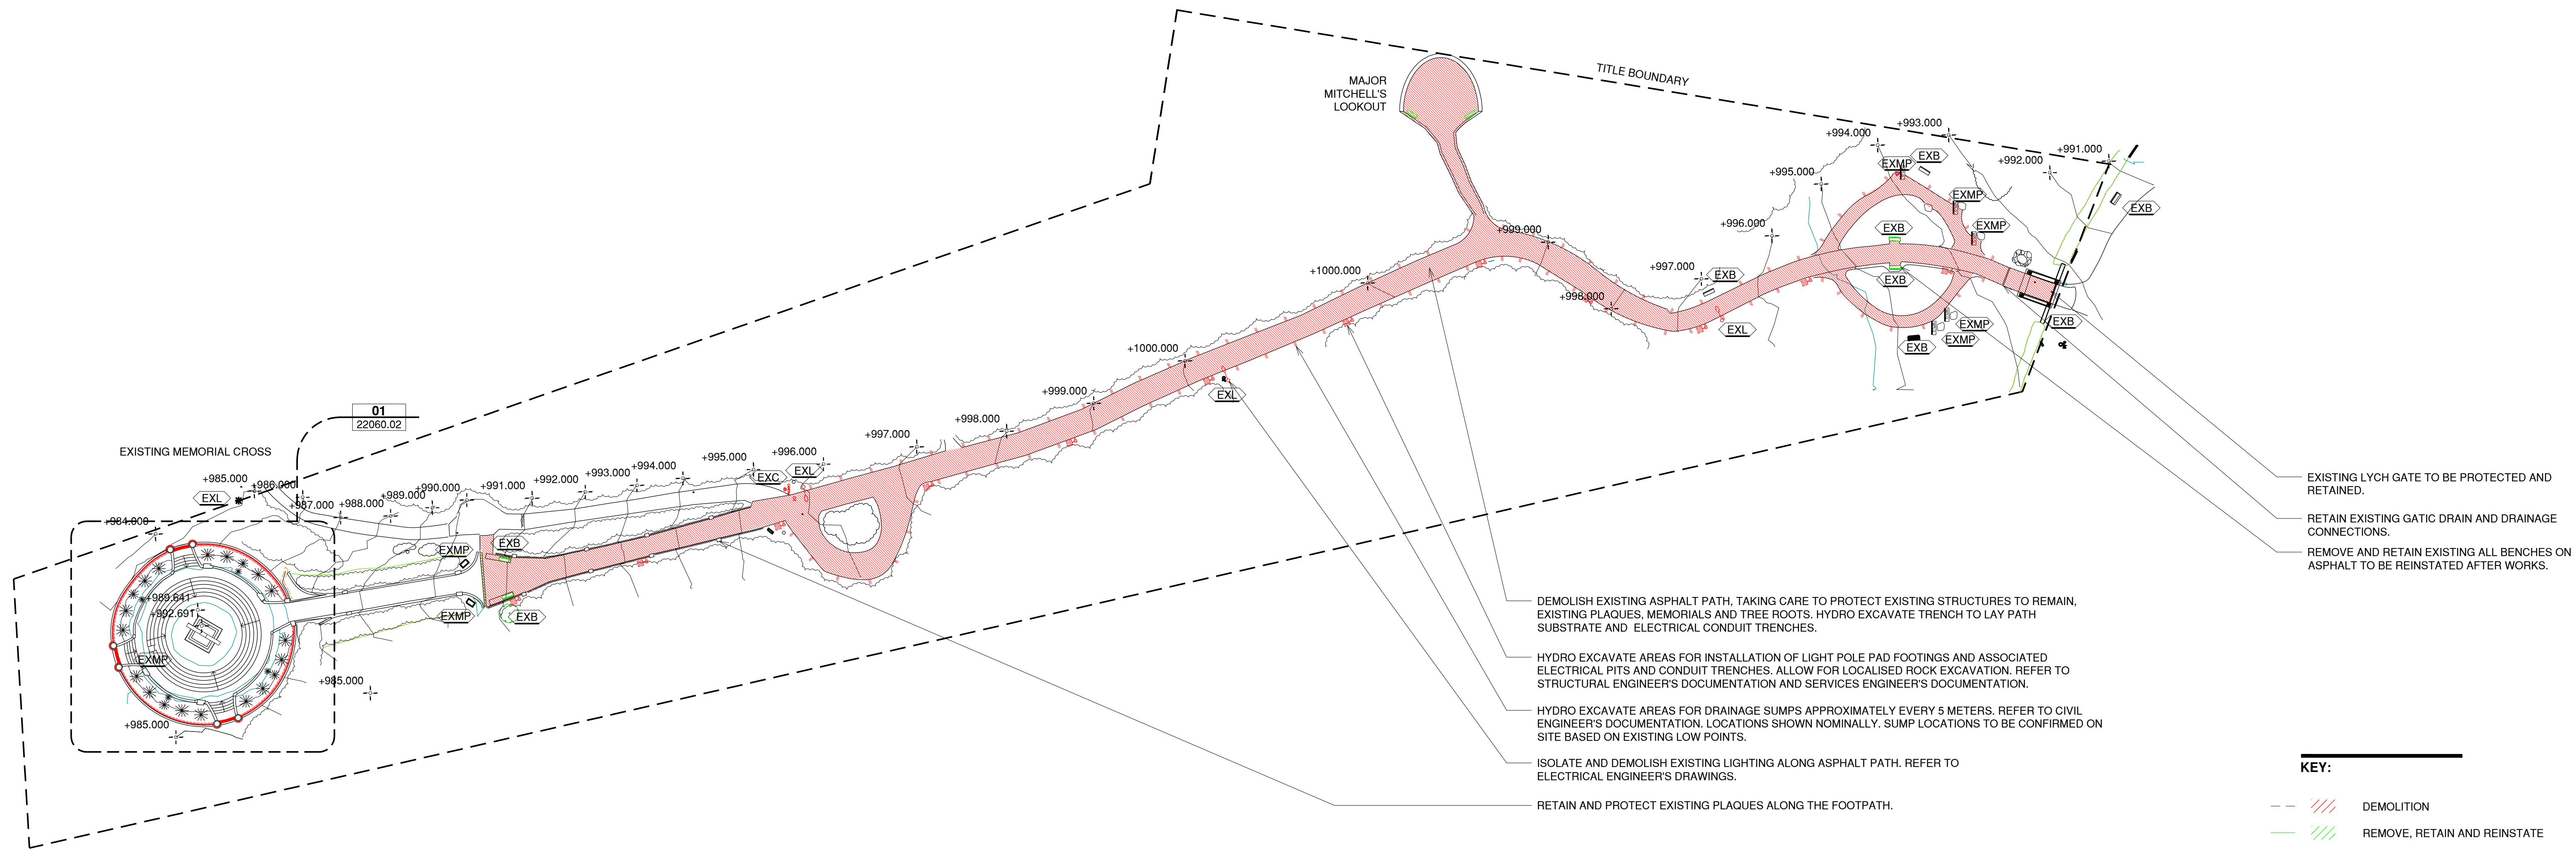 TITLE BOUNDARY
MAJOR
MITCHELL'S
LOOKOUT
+993.000
+994.000
+991.000
+992.000
EXB
EXMP
+995.000
EXMP
EXB
EXMP
+996.000
EXB
+999.000
+997.000
EXB
EXB
+1000.000
+998.000
EXL
EXB
EXMP
EXMP
EXB
+1000.000
+999.000
EXL
+998.000
+997.000
01
22060.02
EXISTING MEMORIAL CROSS
+996.000
+995.000
EXC
EXL
+994.000
+993.000
+992.000
+991.000
+990.000
+989.000
+988.000
+987.000
+986.000
+985.000
EXL
+984.000
EXMP
EXB
+989.641
+992.691
EXMP
EXB
EXMP
+985.000
+985.000
EXISTING LYCH GATE TO BE PROTECTED AND
RETAINED.
RETAIN EXISTING GATIC DRAIN AND DRAINAGE
CONNECTIONS.
REMOVE AND RETAIN EXISTING ALL BENCHES ON
ASPHALT TO BE REINSTATED AFTER WORKS.
DEMOLISH EXISTING ASPHALT PATH, TAKING CARE TO PROTECT EXISTING STRUCTURES TO REMAIN,
EXISTING PLAQUES, MEMORIALS AND TREE ROOTS. HYDRO EXCAVATE TRENCH TO LAY PATH
SUBSTRATE AND ELECTRICAL CONDUIT TRENCHES.
HYDRO EXCAVATE AREAS FOR INSTALLATION OF LIGHT POLE PAD FOOTINGS AND ASSOCIATED
ELECTRICAL PITS AND CONDUIT TRENCHES. ALLOW FOR LOCALISED ROCK EXCAVATION. REFER TO
STRUCTURAL ENGINEER'S DOCUMENTATION AND SERVICES ENGINEER'S DOCUMENTATION.
HYDRO EXCAVATE AREAS FOR DRAINAGE SUMPS APPROXIMATELY EVERY 5 METERS. REFER TO CIVIL
ENGINEER'S DOCUMENTATION. LOCATIONS SHOWN NOMINALLY. SUMP LOCATIONS TO BE CONFIRMED ON
SITE BASED ON EXISTING LOW POINTS.
ISOLATE AND DEMOLISH EXISTING LIGHTING ALONG ASPHALT PATH. REFER TO
ELECTRICAL ENGINEER'S DRAWINGS.
RETAIN AND PROTECT EXISTING PLAQUES ALONG THE FOOTPATH.
KEY:
DEMOLITION
REMOVE, RETAIN AND REINSTATE